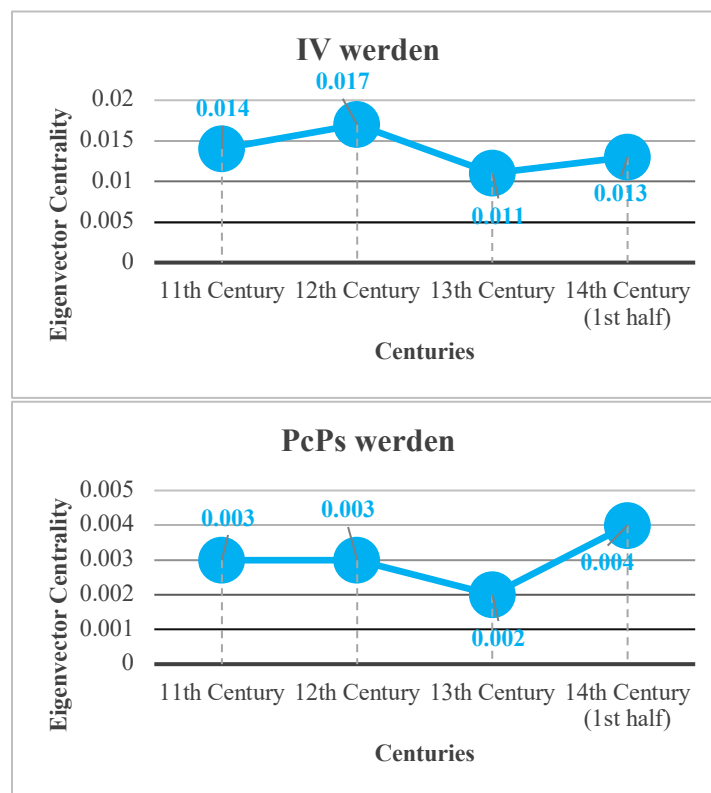 IV werden
Eigenvector Centrality
0.02
0.015
0.01
0.005
0
0.014
0.017
0.011
0.013
11th Century
12th Century
13th Century
14th Century
(1st half)
Centuries
PcPs werden
Eigenvector Centrality
0.005
0.004
0.003
0.002
0.001
0
0.003
0.003
0.002
0.004
11th Century
12th Century
13th Century
14th Century
(1st half)
Centuries